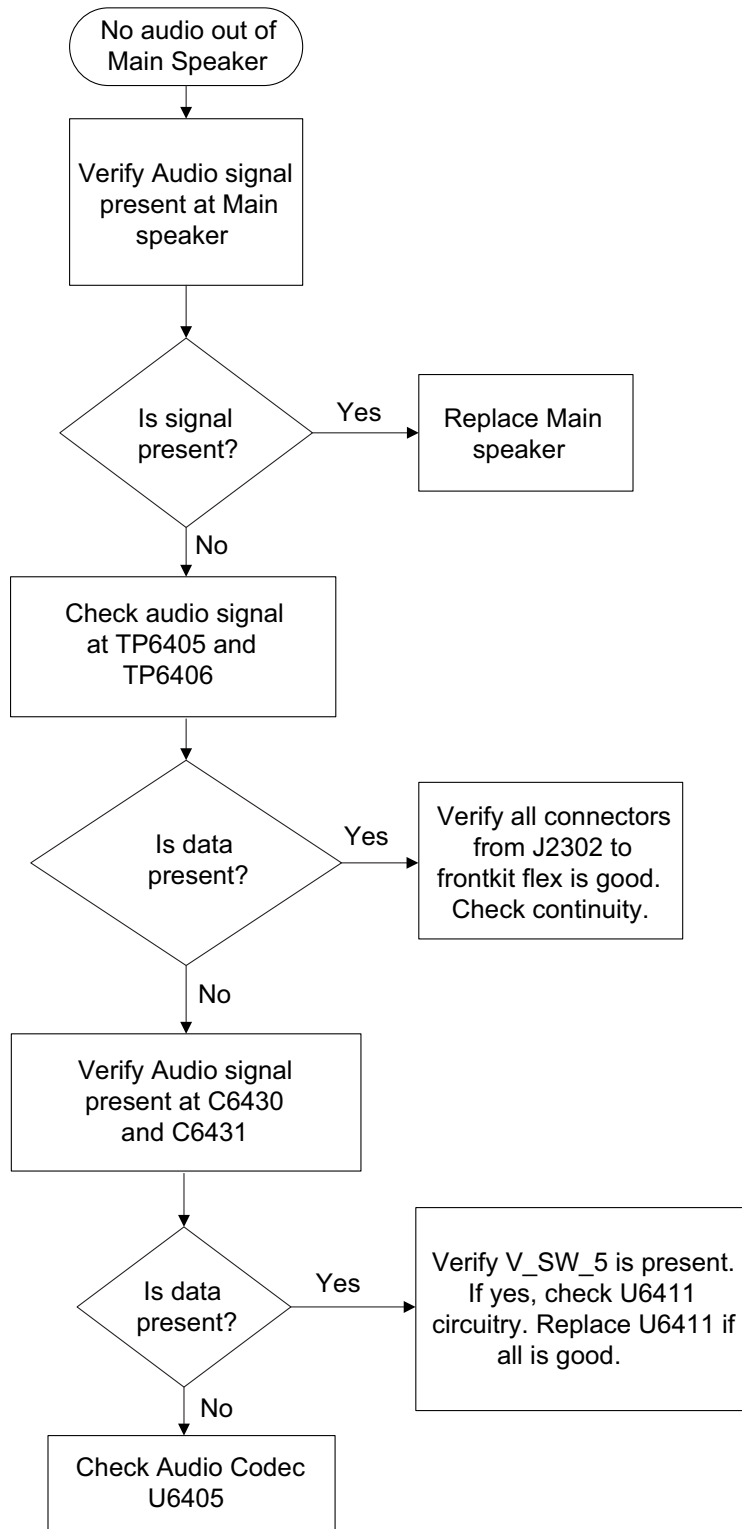 No audio out of
Main Speaker
Verify Audio signal
present at Main
speaker
Is signal
present?
Yes
Replace Main
speaker
No
Check audio signal
at TP6405 and
TP6406
Is data
present?
Yes
Verify all connectors
from J2302 to
frontkit flex is good.
Check continuity.
No
Verify Audio signal
present at C6430
and C6431
Is data
present?
Yes
Verify V_SW_5 is present.
If yes, check U6411
circuitry. Replace U6411 if
all is good.
No
Check Audio Codec
U6405